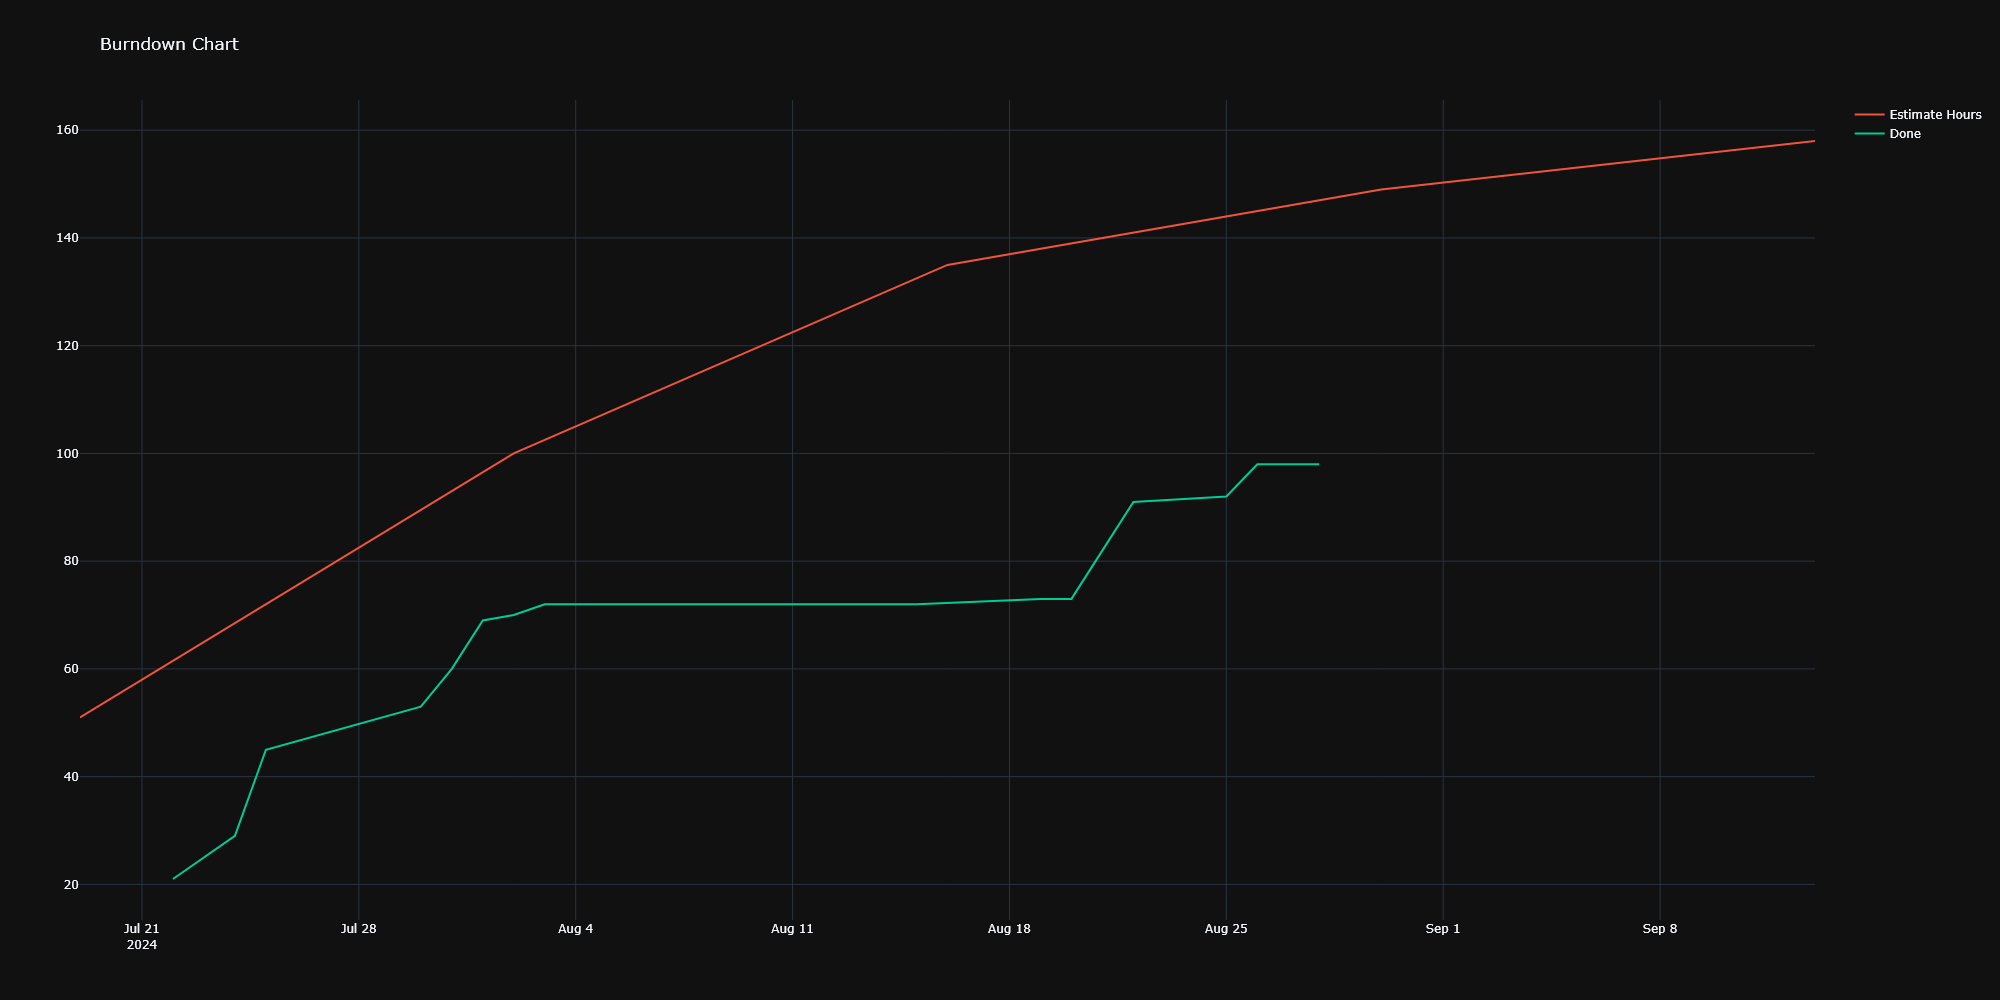 Burndown Chart
Estimate Hours
Done
160
140
120
100
80
60
40
20
Jul 21
2024
Jul 28
Aug 4
Aug 11
Aug 18
Aug 25
Sep 1
Sep 8